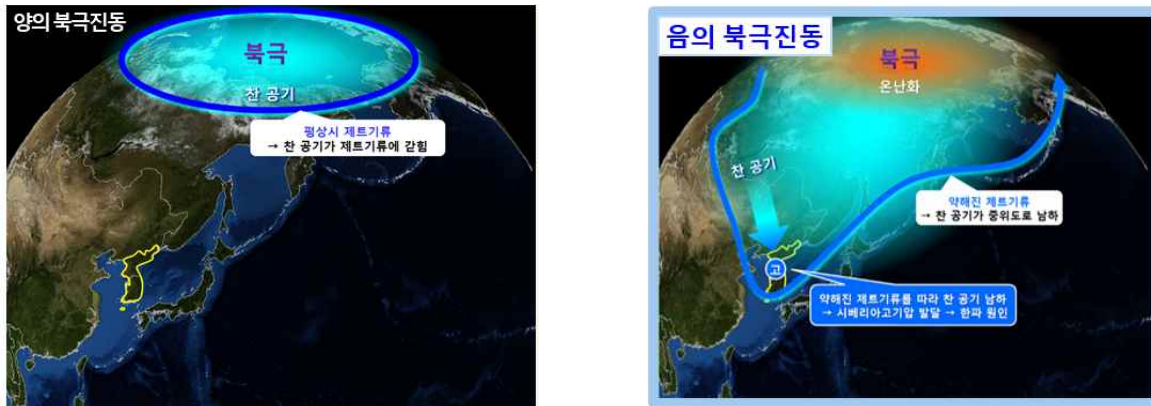 양의 북극진동
북극
찬 공기
평상시 제트기류
→ 찬 공기가 제트기류에 갇힘
음의 북극진동
북극
온난화
찬 공기
약해진 제트기류
→ 찬 공기가 중위도로 남하
고
약해진 제트기류를 따라 찬 공기 남하
→ 시베리아고기압 발달 → 한파 원인